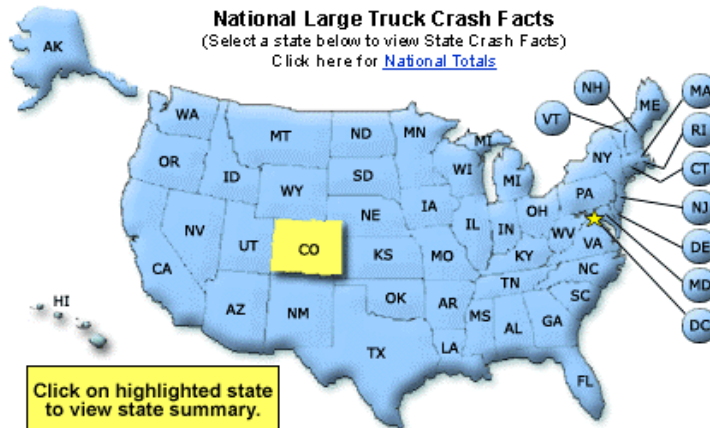 National Large Truck Crash Facts
(Select a state below to view State Crash Facts)
Click here for National Totals
AK
WA
OR
CA
NV
ID
MT
WY
UT
CO
AZ
NM
ND
SD
NE
KS
OK
TX
MN
IA
MO
AR
LA
WI
IL
MI
MI
IN
OH
KY
TN
MS
AL
GA
FL
SC
NC
VA
WV
PA
NY
ME
VT
NH
MA
RI
CT
NJ
DE
MD
DC
HI
Click on highlighted state
to view state summary.